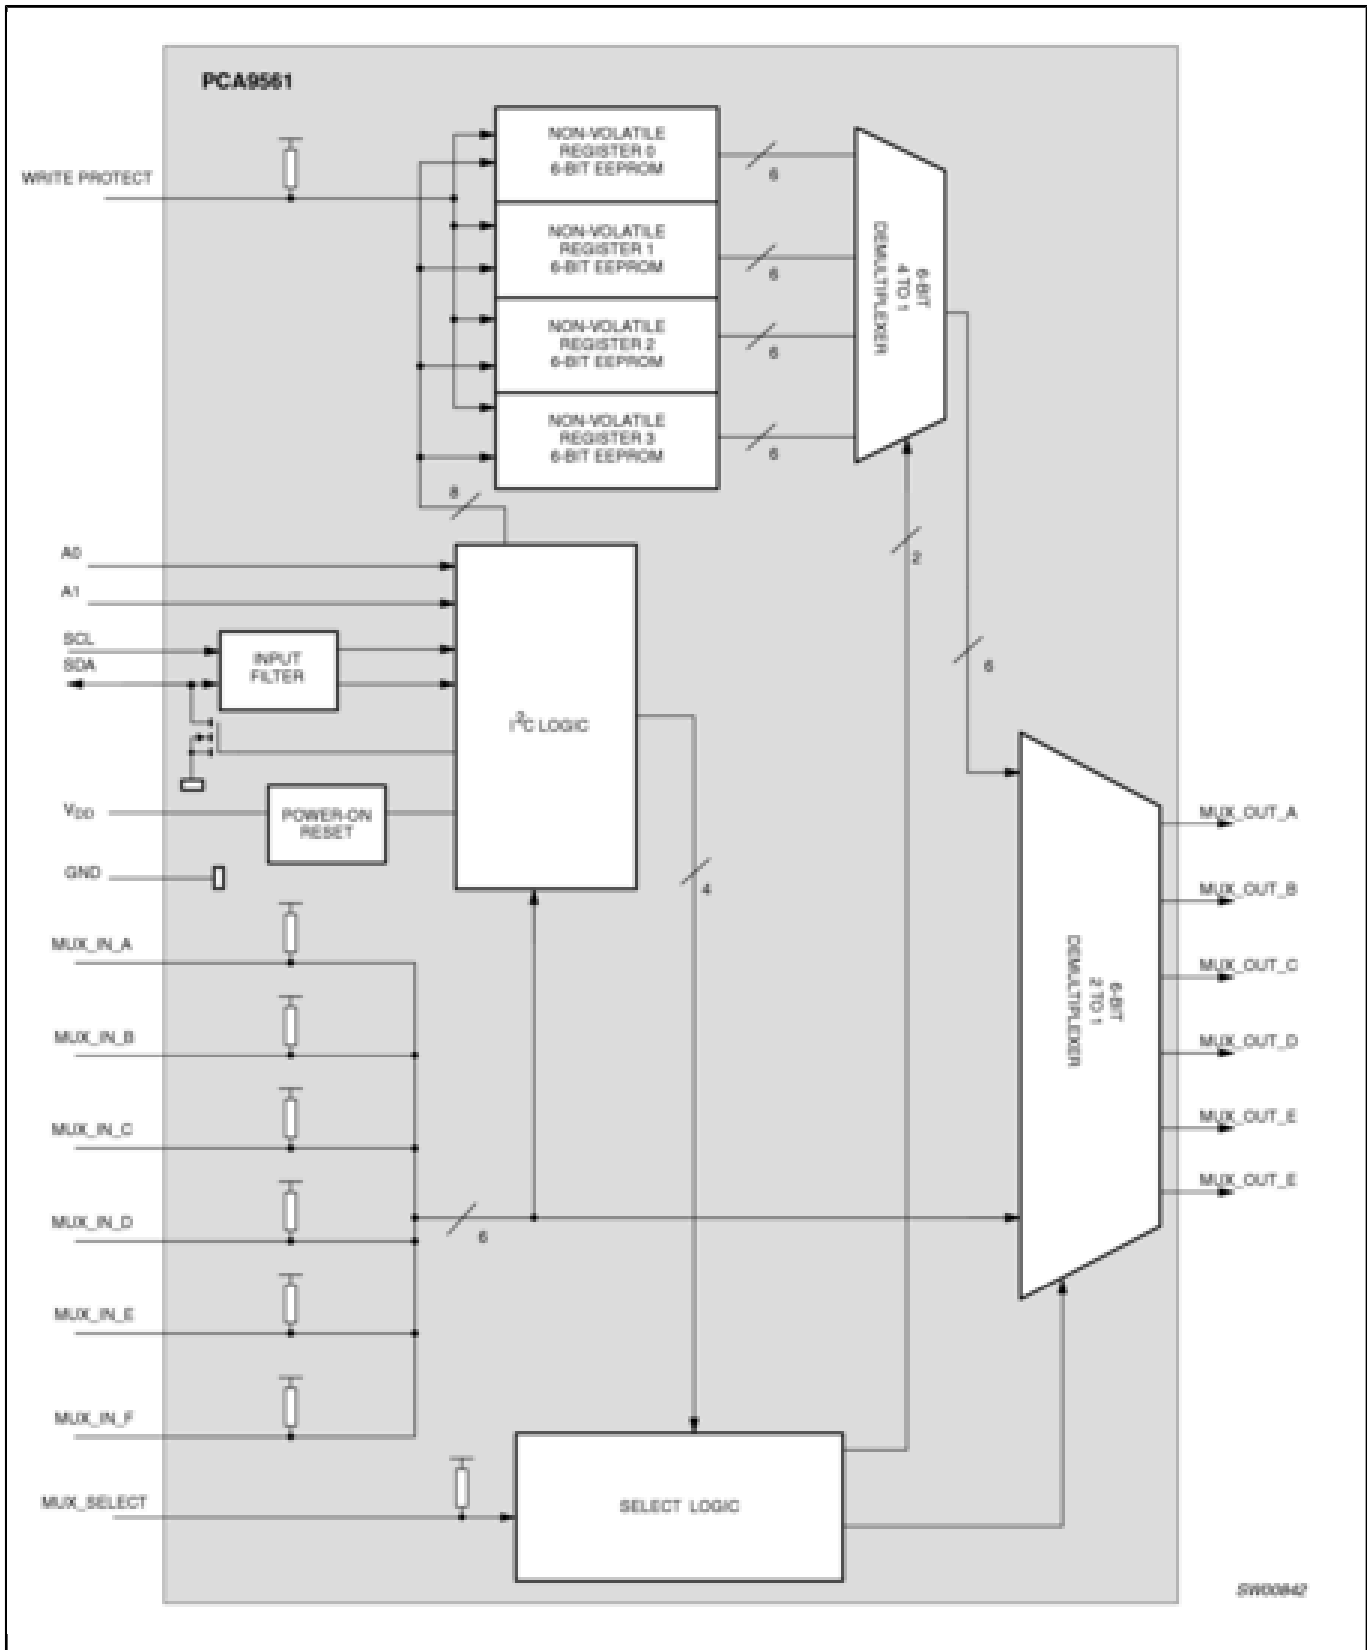 PCA9561
WRITE PROTECT
NON-VOLATILE
REGISTER 0
6-BIT EEPROM
6
NON-VOLATILE
REGISTER 1
6-BIT EEPROM
6
NON-VOLATILE
REGISTER 2
6-BIT EEPROM
6
NON-VOLATILE
REGISTER 3
6-BIT EEPROM
6
6-BIT
4 TO 1
DEMULTIPLEXER
8
2
6
A0
A1
SCL
SDA
INPUT
FILTER
I²C LOGIC
VDD
POWER-ON
RESET
GND
4
MUX_IN_A
MUX_IN_B
MUX_IN_C
MUX_IN_D
MUX_IN_E
MUX_IN_F
6
6-BIT
2 TO 1
DEMULTIPLEXER
MUX_OUT_A
MUX_OUT_B
MUX_OUT_C
MUX_OUT_D
MUX_OUT_E
MUX_OUT_E
MUX_SELECT
SELECT LOGIC
SW00842